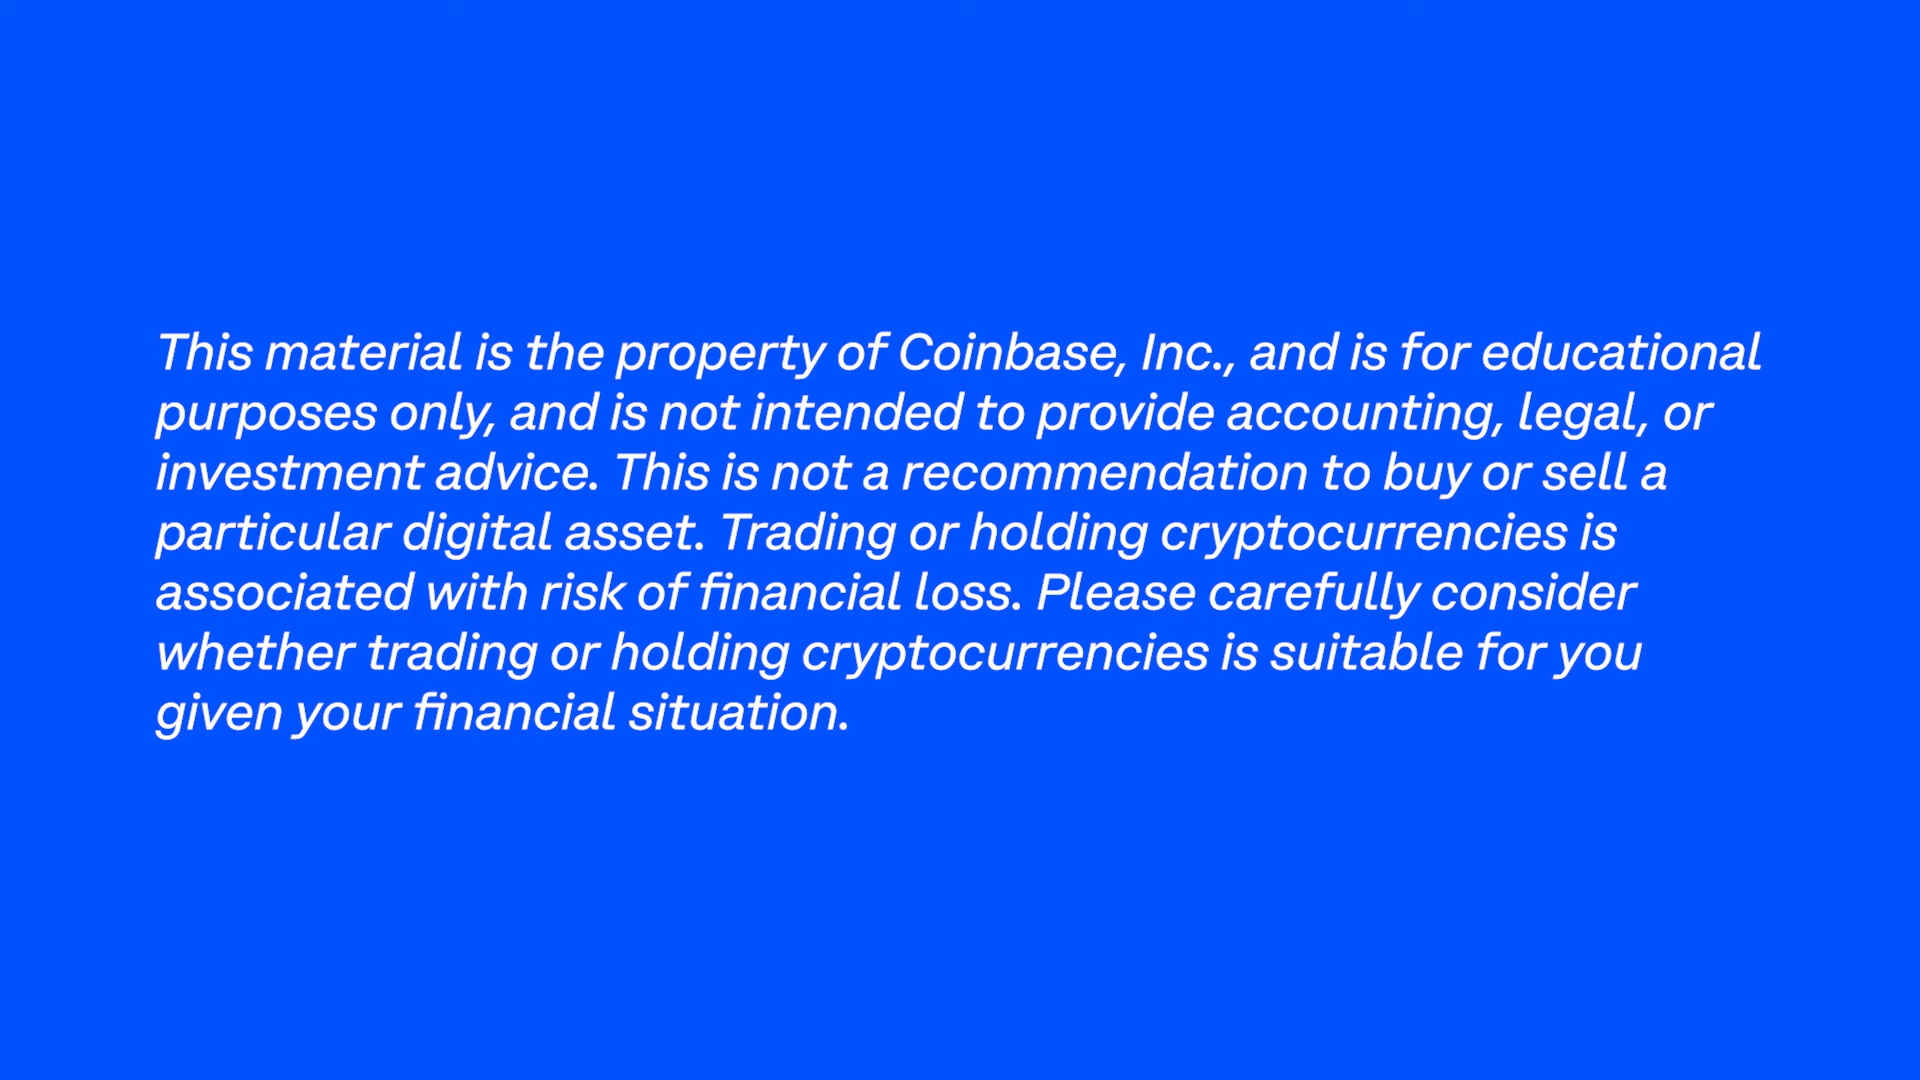 This material is the property of Coinbase, Inc., and is for educational
purposes only, and is not intended to provide accounting, legal, or
investment advice. This is not a recommendation to buy or sell a
particular digital asset. Trading or holding cryptocurrencies is
associated with risk of financial loss. Please carefully consider
whether trading or holding cryptocurrencies is suitable for you
given your financial situation.